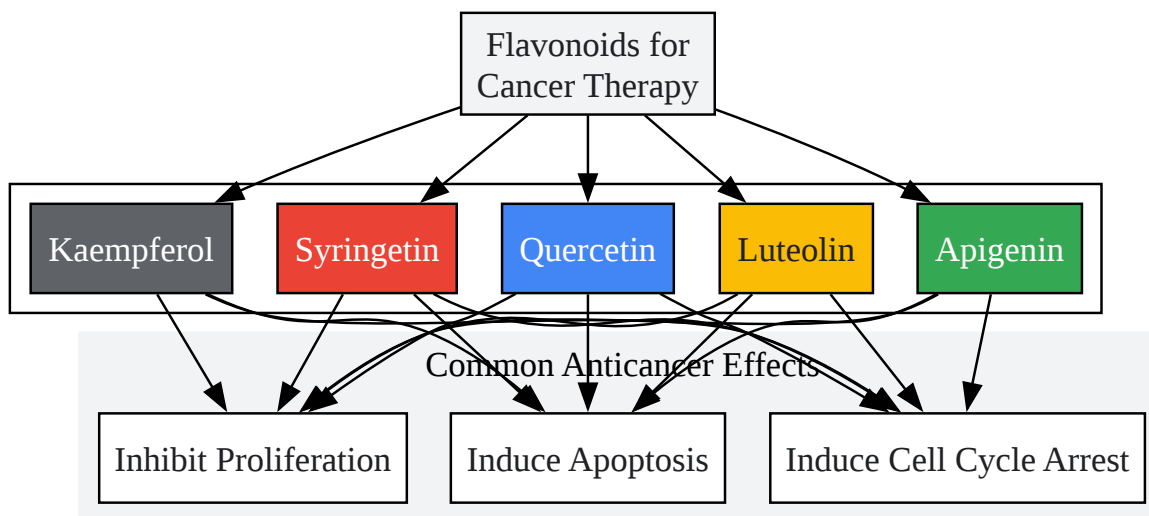 Flavonoids for
Cancer Therapy
Kaempferol
Syringetin
Quercetin
Luteolin
Apigenin
Common Anticancer Effects
Inhibit Proliferation
Induce Apoptosis
Induce Cell Cycle Arrest